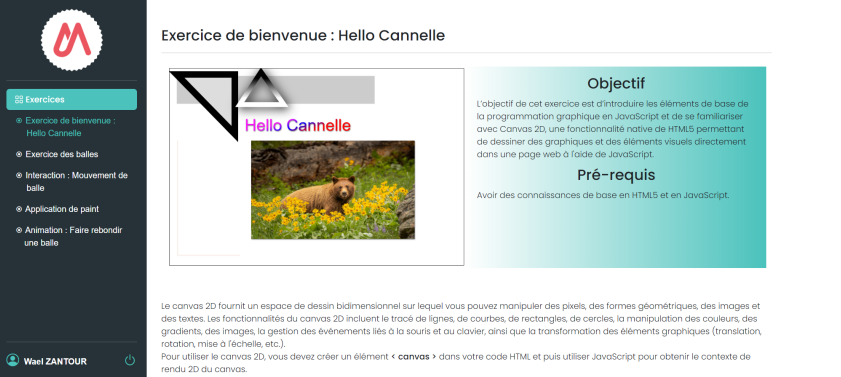 Exercices
Exercice de bienvenue :
Hello Cannelle
Exercice des balles
Interaction : Mouvement de
balle
Application de paint
Animation : Faire rebondir
une balle
Wael ZANTOUR
Exercice de bienvenue : Hello Cannelle
Hello Cannelle
Objectif
L'objectif de cet exercice est d'introduire les éléments de base de
la programmation graphique en JavaScript et de se familiariser
avec Canvas 2D, une fonctionnalité native de HTML5 permettant
de dessiner des graphiques et des éléments visuels directement
dans une page web à l'aide de JavaScript.
Pré-requis
Avoir des connaissances de base en HTML5 et en JavaScript.
Le canvas 2D fournit un espace de dessin bidimensionnel sur lequel vous pouvez manipuler des pixels, des formes géométriques, des images et
des textes. Les fonctionnalités du canvas 2D incluent le tracé de lignes, de courbes, de rectangles, de cercles, la manipulation des couleurs, des
gradients, des images, la gestion des événements liés à la souris et au clavier, ainsi que la transformation des éléments graphiques (translation,
rotation, mise à l'échelle, etc.).
Pour utiliser le canvas 2D, vous devez créer un élément < canvas > dans votre code HTML et puis utiliser JavaScript pour obtenir le contexte de
rendu 2D du canvas.